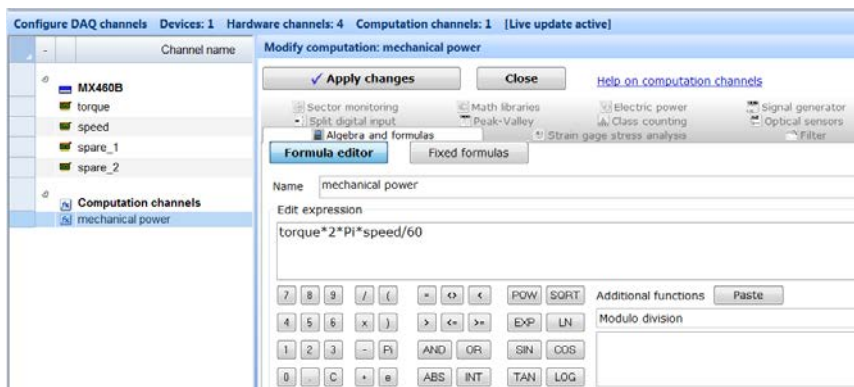 Configure DAQ channels Devices: 1 Hardware channels: 4 Computation channels: 1 [Live update active]
- Channel name
MX460B
torque
speed
spare_1
spare_2
Computation channels
mechanical power
Modify computation: mechanical power
✓ Apply changes Close Help on computation channels
Sector monitoring Math libraries Electric power Signal generator
Split digital input Peak-Valley Class counting Optical sensors
Algebra and formulas Strain gage stress analysis Filter
Formula editor Fixed formulas
Name mechanical power
Edit expression
torque*2*Pi*speed/60
7 8 9 / ( = <> < POW SQRT Additional functions Paste
4 5 6 x ) > <= >= EXP LN Modulo division
1 2 3 - Pi AND OR SIN COS
0 . C + e ABS INT TAN LOG